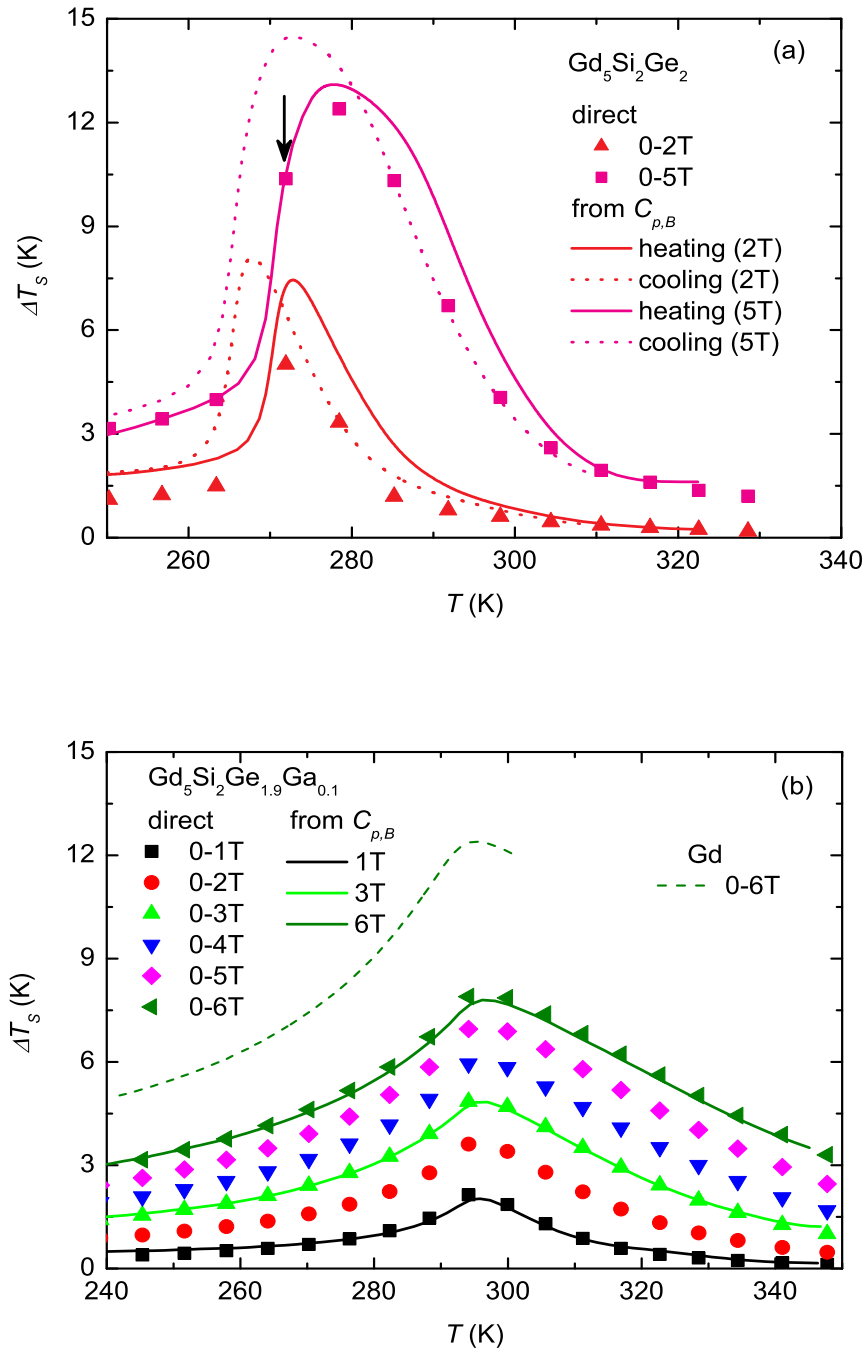 15
12
9
6
3
0
ΔT_S (K)
(a)
Gd5Si2Ge2
direct
0-2T
0-5T
from C_p,B
heating (2T)
cooling (2T)
heating (5T)
cooling (5T)
260 280 300 320 340
T (K)
15
12
9
6
3
0
ΔT_S (K)
(b)
Gd5Si2Ge1.9Ga0.1
direct from C_p,B
0-1T 1T
0-2T 3T
0-3T 6T
0-4T
0-5T
0-6T
Gd
0-6T
240 260 280 300 320 340
T (K)